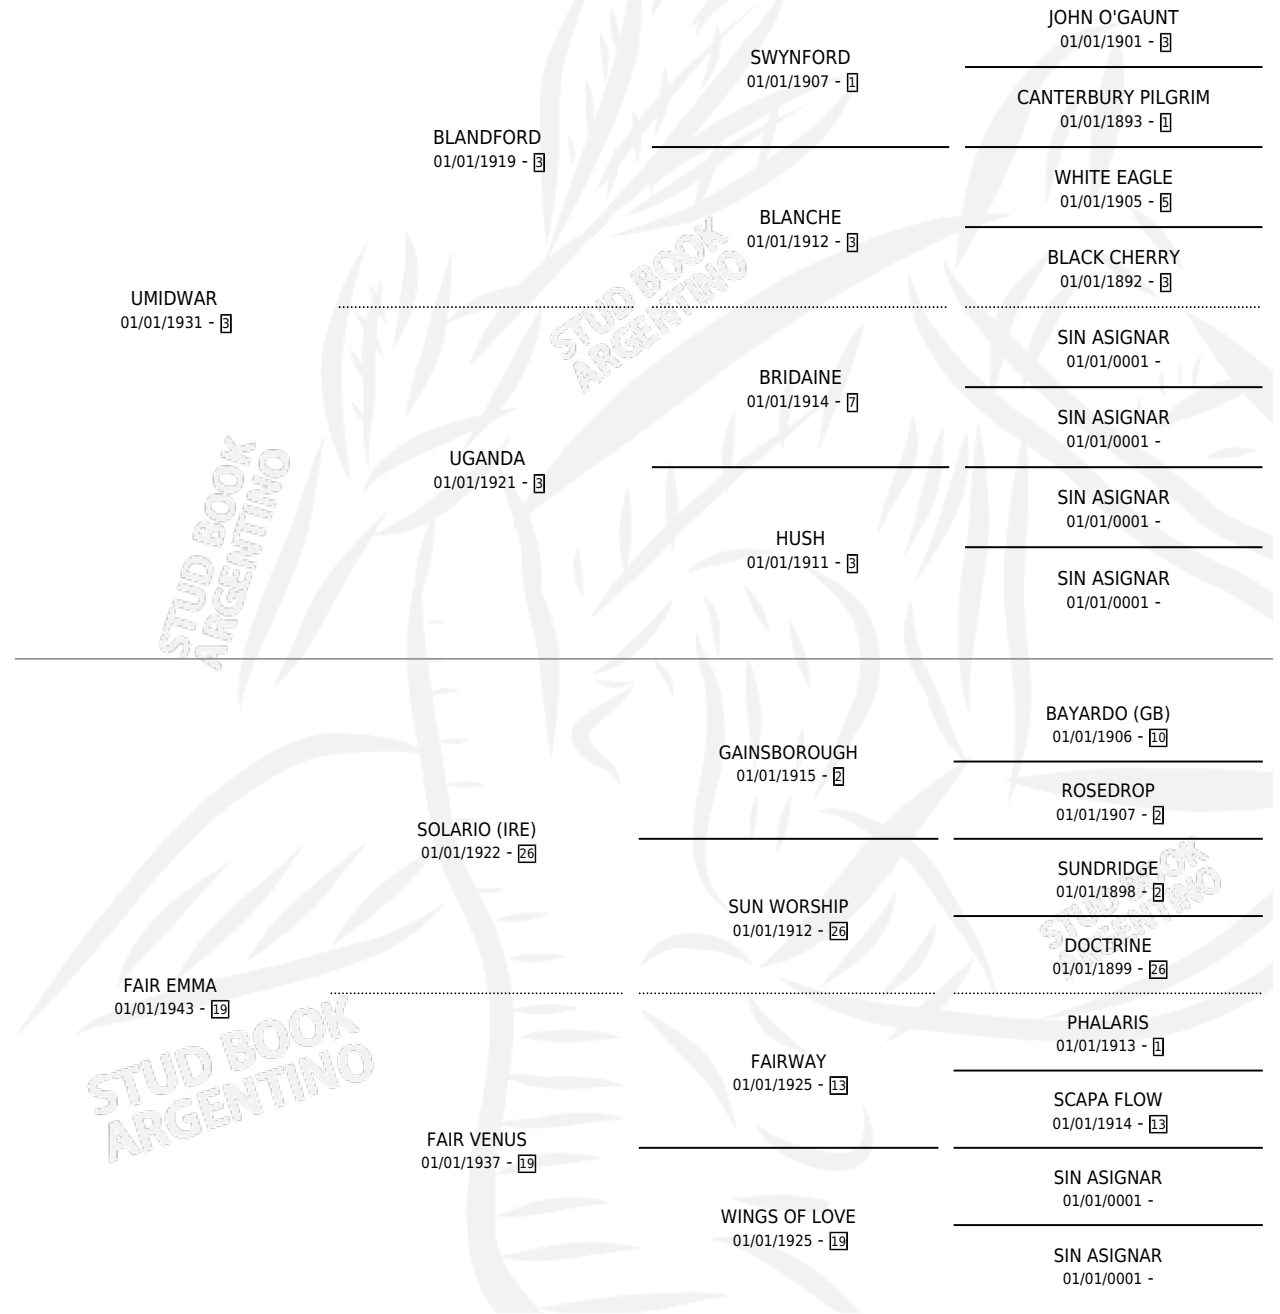 JOHN O'GAUNT
01/01/1901 - 3
SWYNFORD
01/01/1907 - 1
CANTERBURY PILGRIM
01/01/1893 - 1
BLANDFORD
01/01/1919 - 3
WHITE EAGLE
01/01/1905 - 5
BLANCHE
01/01/1912 - 3
BLACK CHERRY
01/01/1892 - 3
UMIDWAR
01/01/1931 - 3
SIN ASIGNAR
01/01/0001 -
BRIDAINE
01/01/1914 - 7
SIN ASIGNAR
01/01/0001 -
UGANDA
01/01/1921 - 3
SIN ASIGNAR
01/01/0001 -
HUSH
01/01/1911 - 3
SIN ASIGNAR
01/01/0001 -
STUD BOOK
ARGENTINO
STUD BOOK
ARGENTINO
BAYARDO (GB)
01/01/1906 - 10
GAINSBOROUGH
01/01/1915 - 2
ROSEDROP
01/01/1907 - 2
SOLARIO (IRE)
01/01/1922 - 26
SUNDRIDGE
01/01/1898 - 2
SUN WORSHIP
01/01/1912 - 26
DOCTRINE
01/01/1899 - 26
FAIR EMMA
01/01/1943 - 19
PHALARIS
01/01/1913 - 1
FAIRWAY
01/01/1925 - 13
SCAPA FLOW
01/01/1914 - 13
FAIR VENUS
01/01/1937 - 19
SIN ASIGNAR
01/01/0001 -
WINGS OF LOVE
01/01/1925 - 19
SIN ASIGNAR
01/01/0001 -
STUD BOOK
ARGENTINO
STUD BOOK
ARGENTINO